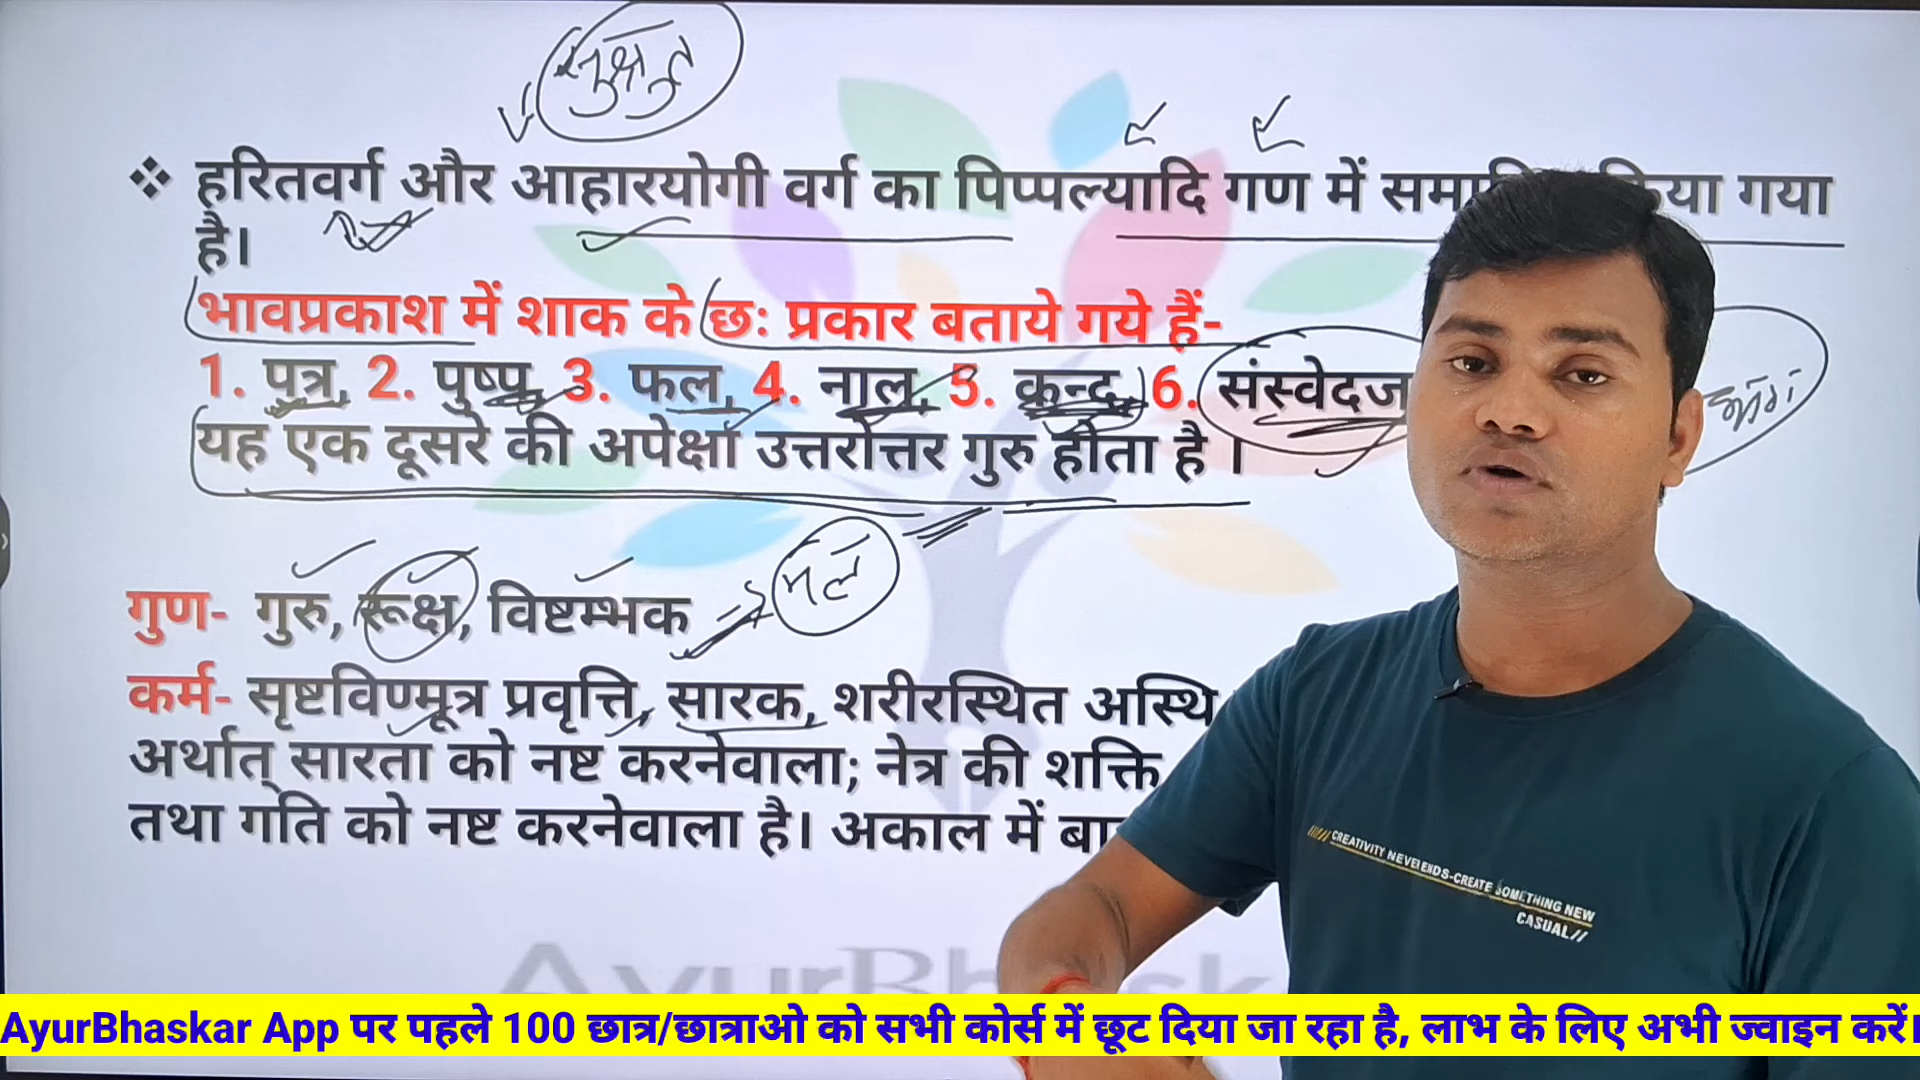 सुश्रुत
❖ हरितवर्ग और आहारयोगी वर्ग का पिप्पल्यादि गण में किया गया
है।
भावप्रकाश में शाक के छः प्रकार बताये गये हैं-
1. पत्र, 2. पुष्प, 3. फल, 4. नाल, 5. कन्द, 6. संस्वेदज
यह एक दूसरे की अपेक्षा उत्तरोत्तर गुरु होता है ।
मल
गुण- गुरु, रूक्ष, विष्टम्भक
कर्म- सृष्टविण्मूत्र प्रवृत्ति, सारक, शरीरस्थित अस्थि
अर्थात् सारता को नष्ट करनेवाला; नेत्र की शक्ति
तथा गति को नष्ट करनेवाला है। अकाल में
CREATIVITY NEVER ENDS-CREATE SOMETHING NEW
CASUAL//
AyurBhask
AyurBhaskar App पर पहले 100 छात्र/छात्राओ को सभी कोर्स में छूट दिया जा रहा है, लाभ के लिए अभी ज्वाइन करें।